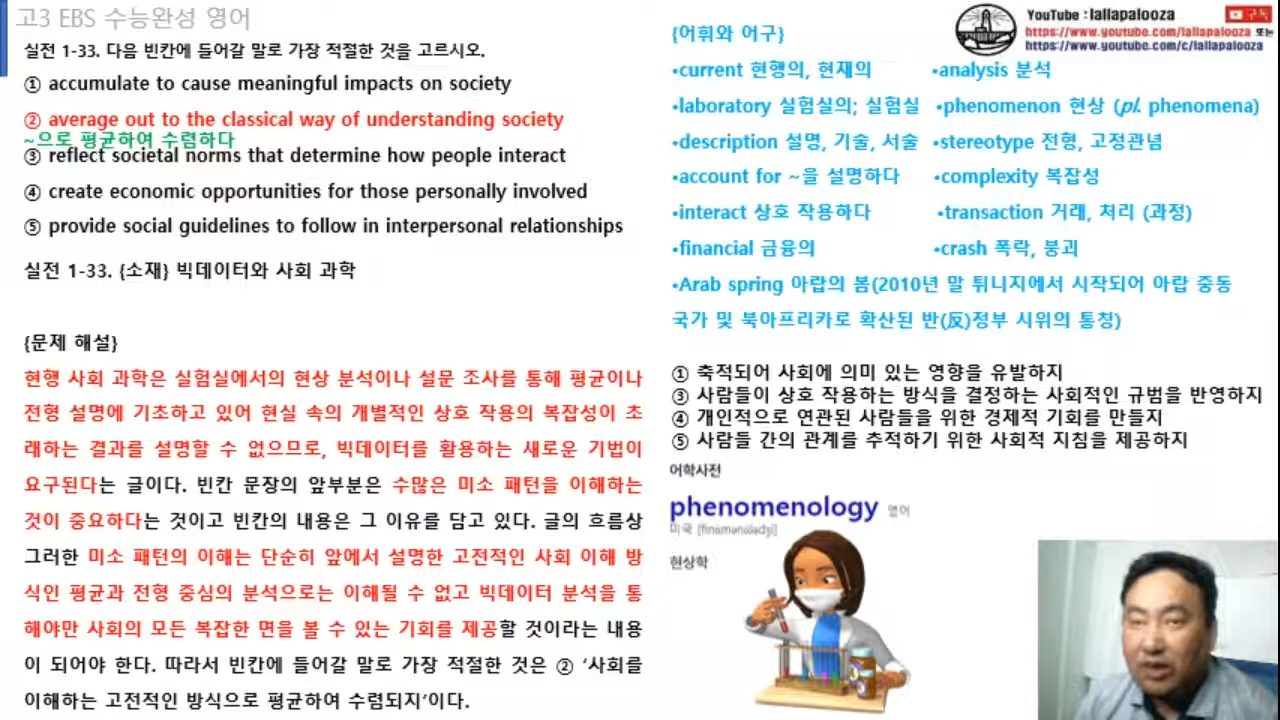 고3 EBS 수능완성 영어
실전 1-33. 다음 빈칸에 들어갈 말로 가장 적절한 것을 고르시오.
① accumulate to cause meaningful impacts on society
② average out to the classical way of understanding society
~으로 평균하여 수렴하다
③ reflect societal norms that determine how people interact
④ create economic opportunities for those personally involved
⑤ provide social guidelines to follow in interpersonal relationships
실전 1-33. {소재} 빅데이터와 사회 과학
{문제 해설}
현행 사회 과학은 실험실에서의 현상 분석이나 설문 조사를 통해 평균이나
전형 설명에 기초하고 있어 현실 속의 개별적인 상호 작용의 복잡성이 초
래하는 결과를 설명할 수 없으므로, 빅데이터를 활용하는 새로운 기법이
요구된다는 글이다. 빈칸 문장의 앞부분은 수많은 미소 패턴을 이해하는
것이 중요하다는 것이고 빈칸의 내용은 그 이유를 담고 있다. 글의 흐름상
그러한 미소 패턴의 이해는 단순히 앞에서 설명한 고전적인 사회 이해 방
식인 평균과 전형 중심의 분석으로는 이해될 수 없고 빅데이터 분석을 통
해야만 사회의 모든 복잡한 면을 볼 수 있는 기회를 제공할 것이라는 내용
이 되어야 한다. 따라서 빈칸에 들어갈 말로 가장 적절한 것은 ② ‘사회를
이해하는 고전적인 방식으로 평균하여 수렴되지’이다.
{어휘와 어구}
•current 현행의, 현재의 •analysis 분석
•laboratory 실험실의; 실험실 •phenomenon 현상 (pl. phenomena)
•description 설명, 기술, 서술 •stereotype 전형, 고정관념
•account for ~을 설명하다 •complexity 복잡성
•interact 상호 작용하다 •transaction 거래, 처리 (과정)
•financial 금융의 •crash 폭락, 붕괴
•Arab spring 아랍의 봄(2010년 말 튀니지에서 시작되어 아랍 중동
국가 및 북아프리카로 확산된 반(反)정부 시위의 통칭)
① 축적되어 사회에 의미 있는 영향을 유발하지
③ 사람들이 상호 작용하는 방식을 결정하는 사회적인 규범을 반영하지
④ 개인적으로 연관된 사람들을 위한 경제적 기회를 만들지
⑤ 사람들 간의 관계를 추적하기 위한 사회적 지침을 제공하지
어학사전
phenomenology 영어
미국
현상학
YouTube : lallapalooza 구독
https://www.youtube.com/lallapalooza 또는
https://www.youtube.com/c/lallapalooza